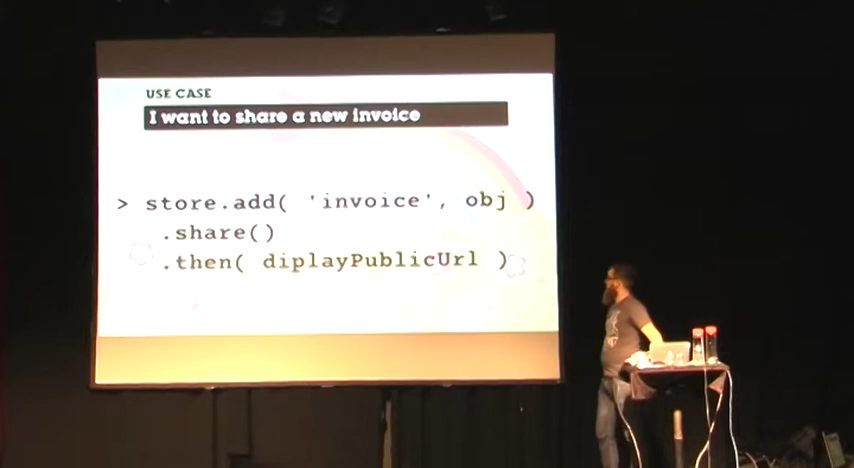 USE CASE
I want to share a new invoice
> store.add( 'invoice', obj )
.share()
.then( diplayPublicUrl )